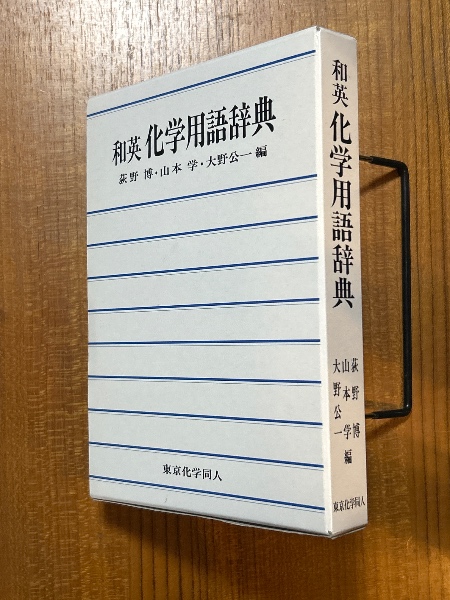 和英 化学用語辞典
荻野 博・山本 学・大野公一 編
東京化学同人
和英 化学用語辞典
荻野 博
山本 学
大野公一 編
東京化学同人